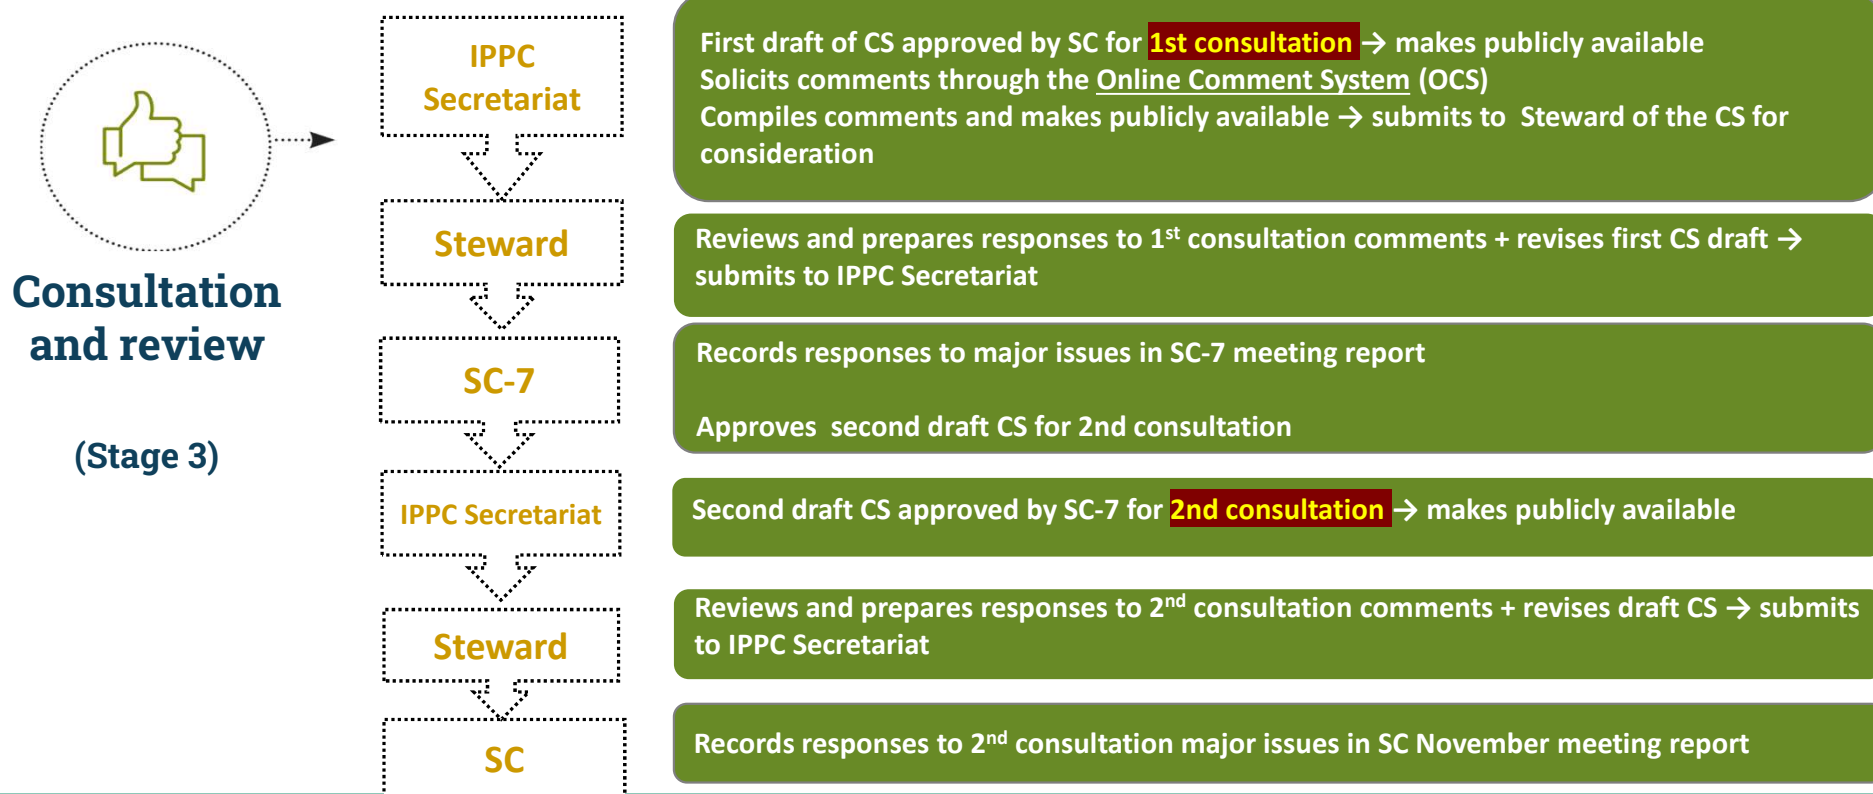 Consultation
and review
(Stage 3)
IPPC
Secretariat
First draft of CS approved by SC for 1st consultation → makes publicly available
Solicits comments through the Online Comment System (OCS)
Compiles comments and makes publicly available → submits to Steward of the CS for
consideration
Steward
Reviews and prepares responses to 1st consultation comments + revises first CS draft →
submits to IPPC Secretariat
SC-7
Records responses to major issues in SC-7 meeting report
Approves second draft CS for 2nd consultation
IPPC Secretariat
Second draft CS approved by SC-7 for 2nd consultation → makes publicly available
Steward
Reviews and prepares responses to 2nd consultation comments + revises draft CS → submits
to IPPC Secretariat
SC
Records responses to 2nd consultation major issues in SC November meeting report